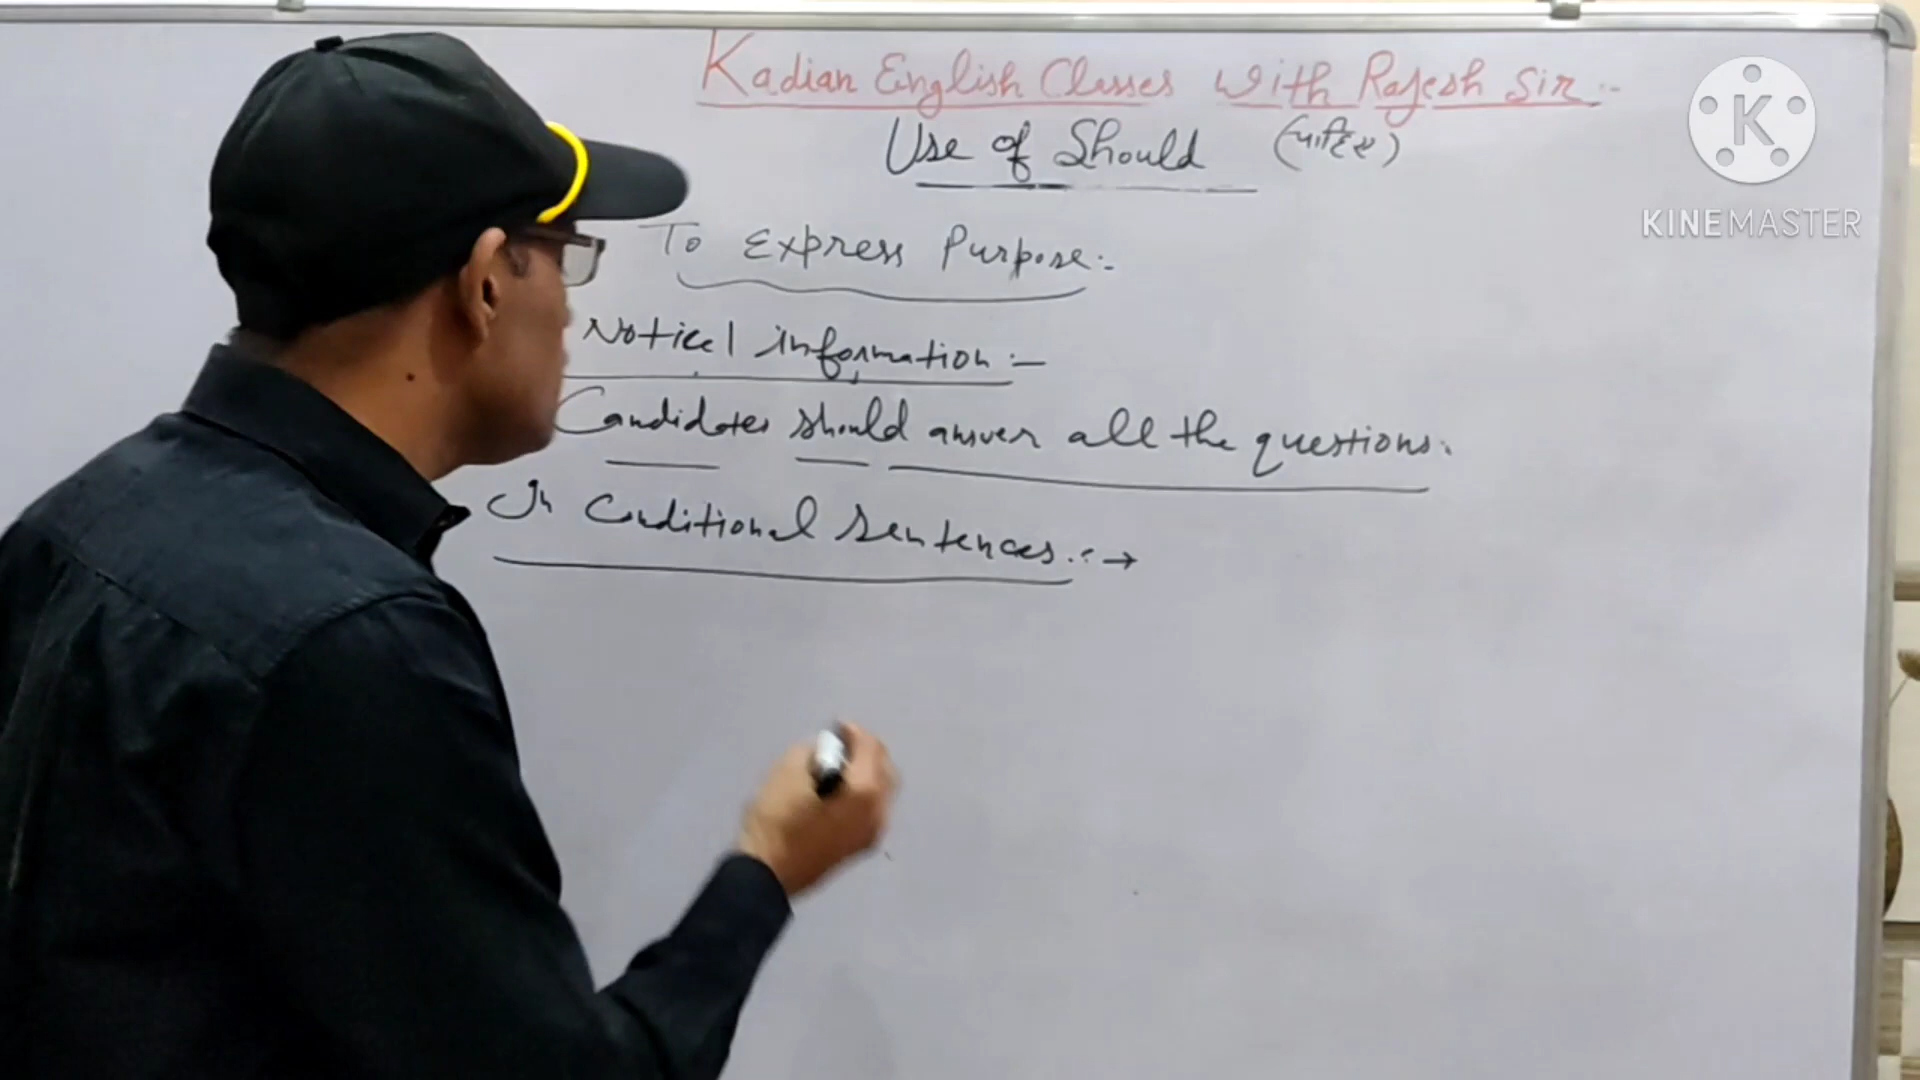 Kadian English Classes with Rajesh Sir :-
Use of Should (चाहिए)
To Express Purpose :-
Notice / information :-
Candidates should answer all the questions.
In Conditional Sentences :- →
K
KINEMASTER